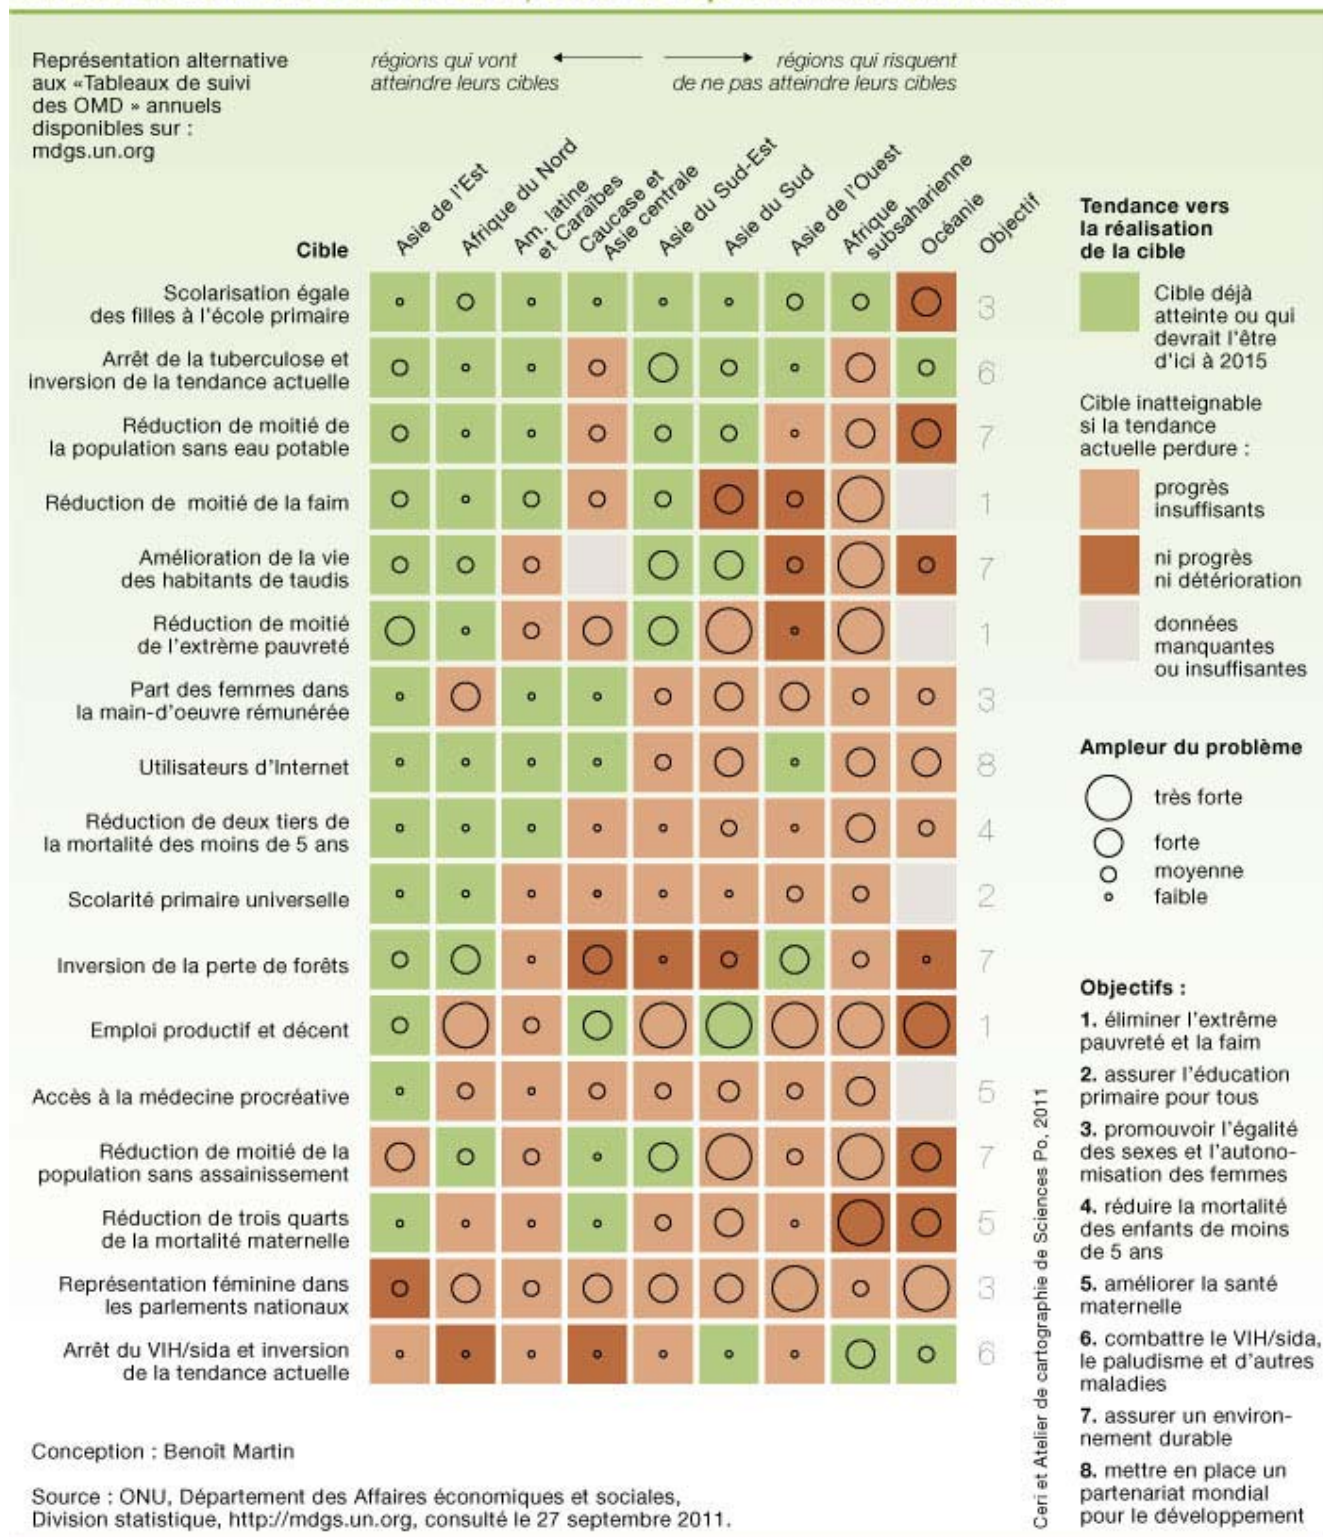 Représentation alternative
aux «Tableaux de suivi
des OMD » annuels
disponibles sur :
mdgs.un.org
régions qui vont
atteindre leurs cibles
régions qui risquent
de ne pas atteindre leurs cibles
Cible
Asie de l'Est
Afrique du Nord
Am. latine
et Caraïbes
Caucase et
Asie centrale
Asie du Sud-Est
Asie du Sud
Asie de l'Ouest
Afrique
subsaharienne
Océanie
Objectif
Scolarisation égale
des filles à l'école primaire
3
Arrêt de la tuberculose et
inversion de la tendance actuelle
6
Réduction de moitié de
la population sans eau potable
7
Réduction de moitié de la faim
1
Amélioration de la vie
des habitants de taudis
7
Réduction de moitié
de l'extrême pauvreté
1
Part des femmes dans
la main-d'oeuvre rémunérée
3
Utilisateurs d'Internet
8
Réduction de deux tiers de
la mortalité des moins de 5 ans
4
Scolarité primaire universelle
2
Inversion de la perte de forêts
7
Emploi productif et décent
1
Accès à la médecine procréative
5
Réduction de moitié de la
population sans assainissement
7
Réduction de trois quarts
de la mortalité maternelle
5
Représentation féminine dans
les parlements nationaux
3
Arrêt du VIH/sida et inversion
de la tendance actuelle
6
Tendance vers
la réalisation
de la cible
Cible déjà
atteinte ou qui
devrait l'être
d'ici à 2015
Cible inatteignable
si la tendance
actuelle perdure :
progrès
insuffisants
ni progrès
ni détérioration
données
manquantes
ou insuffisantes
Ampleur du problème
très forte
forte
moyenne
faible
Objectifs :
1. éliminer l'extrême
pauvreté et la faim
2. assurer l'éducation
primaire pour tous
3. promouvoir l'égalité
des sexes et l'autono-
misation des femmes
4. réduire la mortalité
des enfants de moins
de 5 ans
5. améliorer la santé
maternelle
6. combattre le VIH/sida,
le paludisme et d'autres
maladies
7. assurer un environ-
nement durable
8. mettre en place un
partenariat mondial
pour le développement
Ceri et Atelier de cartographie de Sciences Po, 2011
Conception : Benoît Martin
Source : ONU, Département des Affaires économiques et sociales,
Division statistique, http://mdgs.un.org, consulté le 27 septembre 2011.